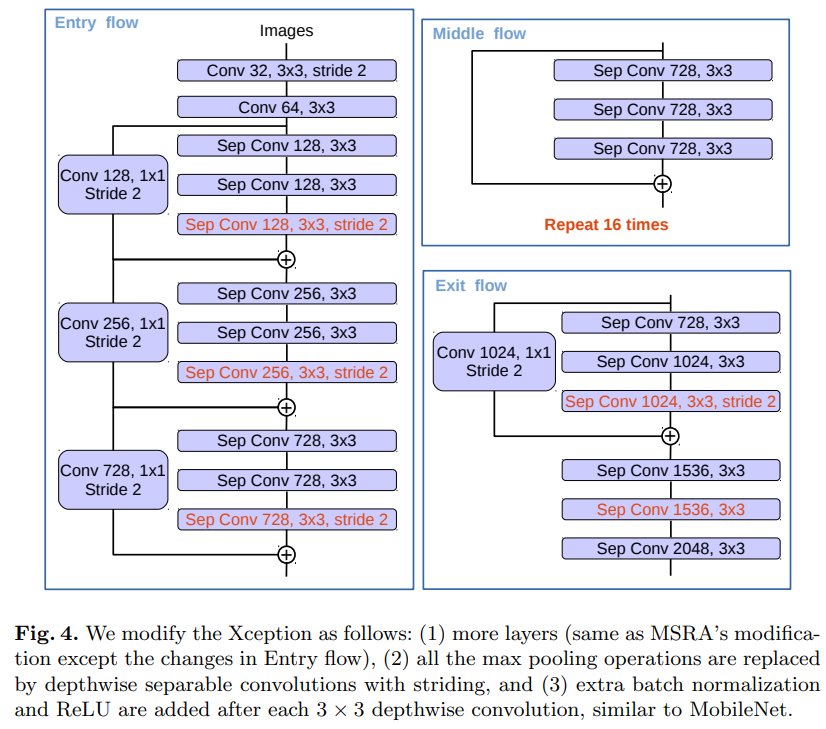 Entry flow
Images
Conv 32, 3x3, stride 2
Conv 64, 3x3
Sep Conv 128, 3x3
Conv 128, 1x1
Stride 2
Sep Conv 128, 3x3
Sep Conv 128, 3x3, stride 2
Sep Conv 256, 3x3
Conv 256, 1x1
Stride 2
Sep Conv 256, 3x3
Sep Conv 256, 3x3, stride 2
Sep Conv 728, 3x3
Conv 728, 1x1
Stride 2
Sep Conv 728, 3x3
Sep Conv 728, 3x3, stride 2
Middle flow
Sep Conv 728, 3x3
Sep Conv 728, 3x3
Sep Conv 728, 3x3
Repeat 16 times
Exit flow
Sep Conv 728, 3x3
Conv 1024, 1x1
Stride 2
Sep Conv 1024, 3x3
Sep Conv 1024, 3x3, stride 2
Sep Conv 1536, 3x3
Sep Conv 1536, 3x3
Sep Conv 2048, 3x3
Fig. 4. We modify the Xception as follows: (1) more layers (same as MSRA's modifica-
tion except the changes in Entry flow), (2) all the max pooling operations are replaced
by depthwise separable convolutions with striding, and (3) extra batch normalization
and ReLU are added after each 3 × 3 depthwise convolution, similar to MobileNet.